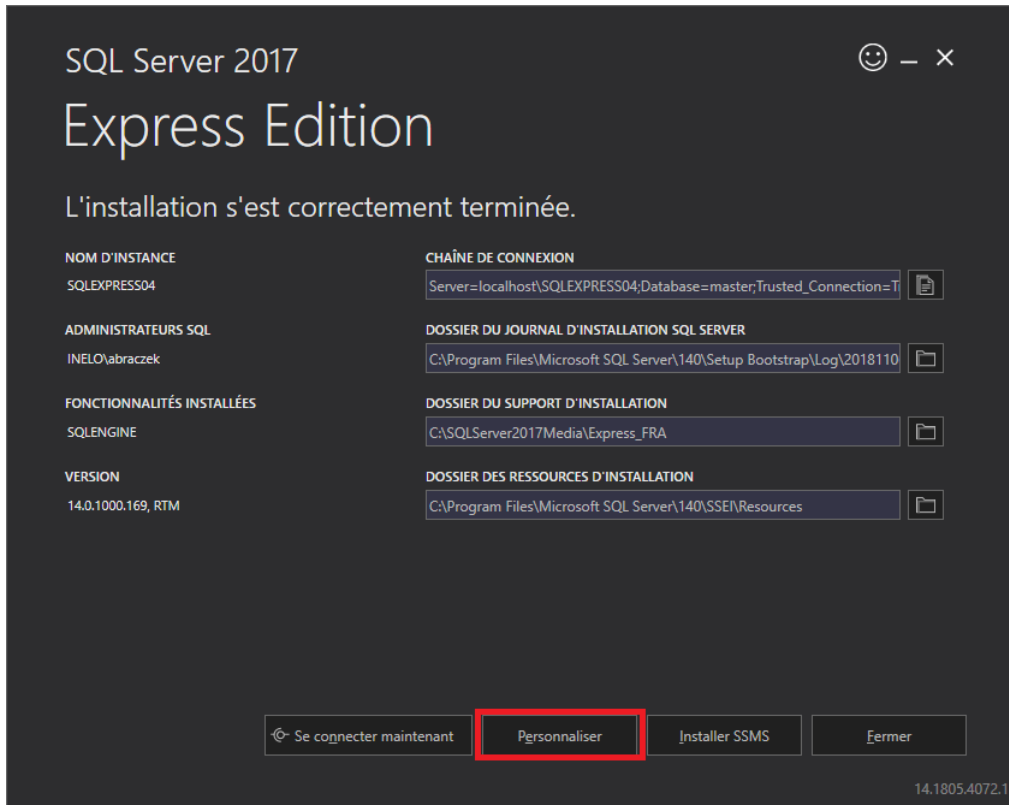 SQL Server 2017
Express Edition
L'installation s'est correctement terminée.
NOM D'INSTANCE
SQLEXPRESS04
CHAÎNE DE CONNEXION
Server=localhost\SQLEXPRESS04;Database=master;Trusted_Connection=T
ADMINISTRATEURS SQL
INELO\abraczek
DOSSIER DU JOURNAL D'INSTALLATION SQL SERVER
C:\Program Files\Microsoft SQL Server\140\Setup Bootstrap\Log\2018110
FONCTIONNALITÉS INSTALLÉES
SQLENGINE
DOSSIER DU SUPPORT D'INSTALLATION
C:\SQLServer2017Media\Express_FRA
VERSION
14.0.1000.169, RTM
DOSSIER DES RESSOURCES D'INSTALLATION
C:\Program Files\Microsoft SQL Server\140\SSEI\Resources
Se connecter maintenant
Personnaliser
Installer SSMS
Fermer
14.1805.4072.1